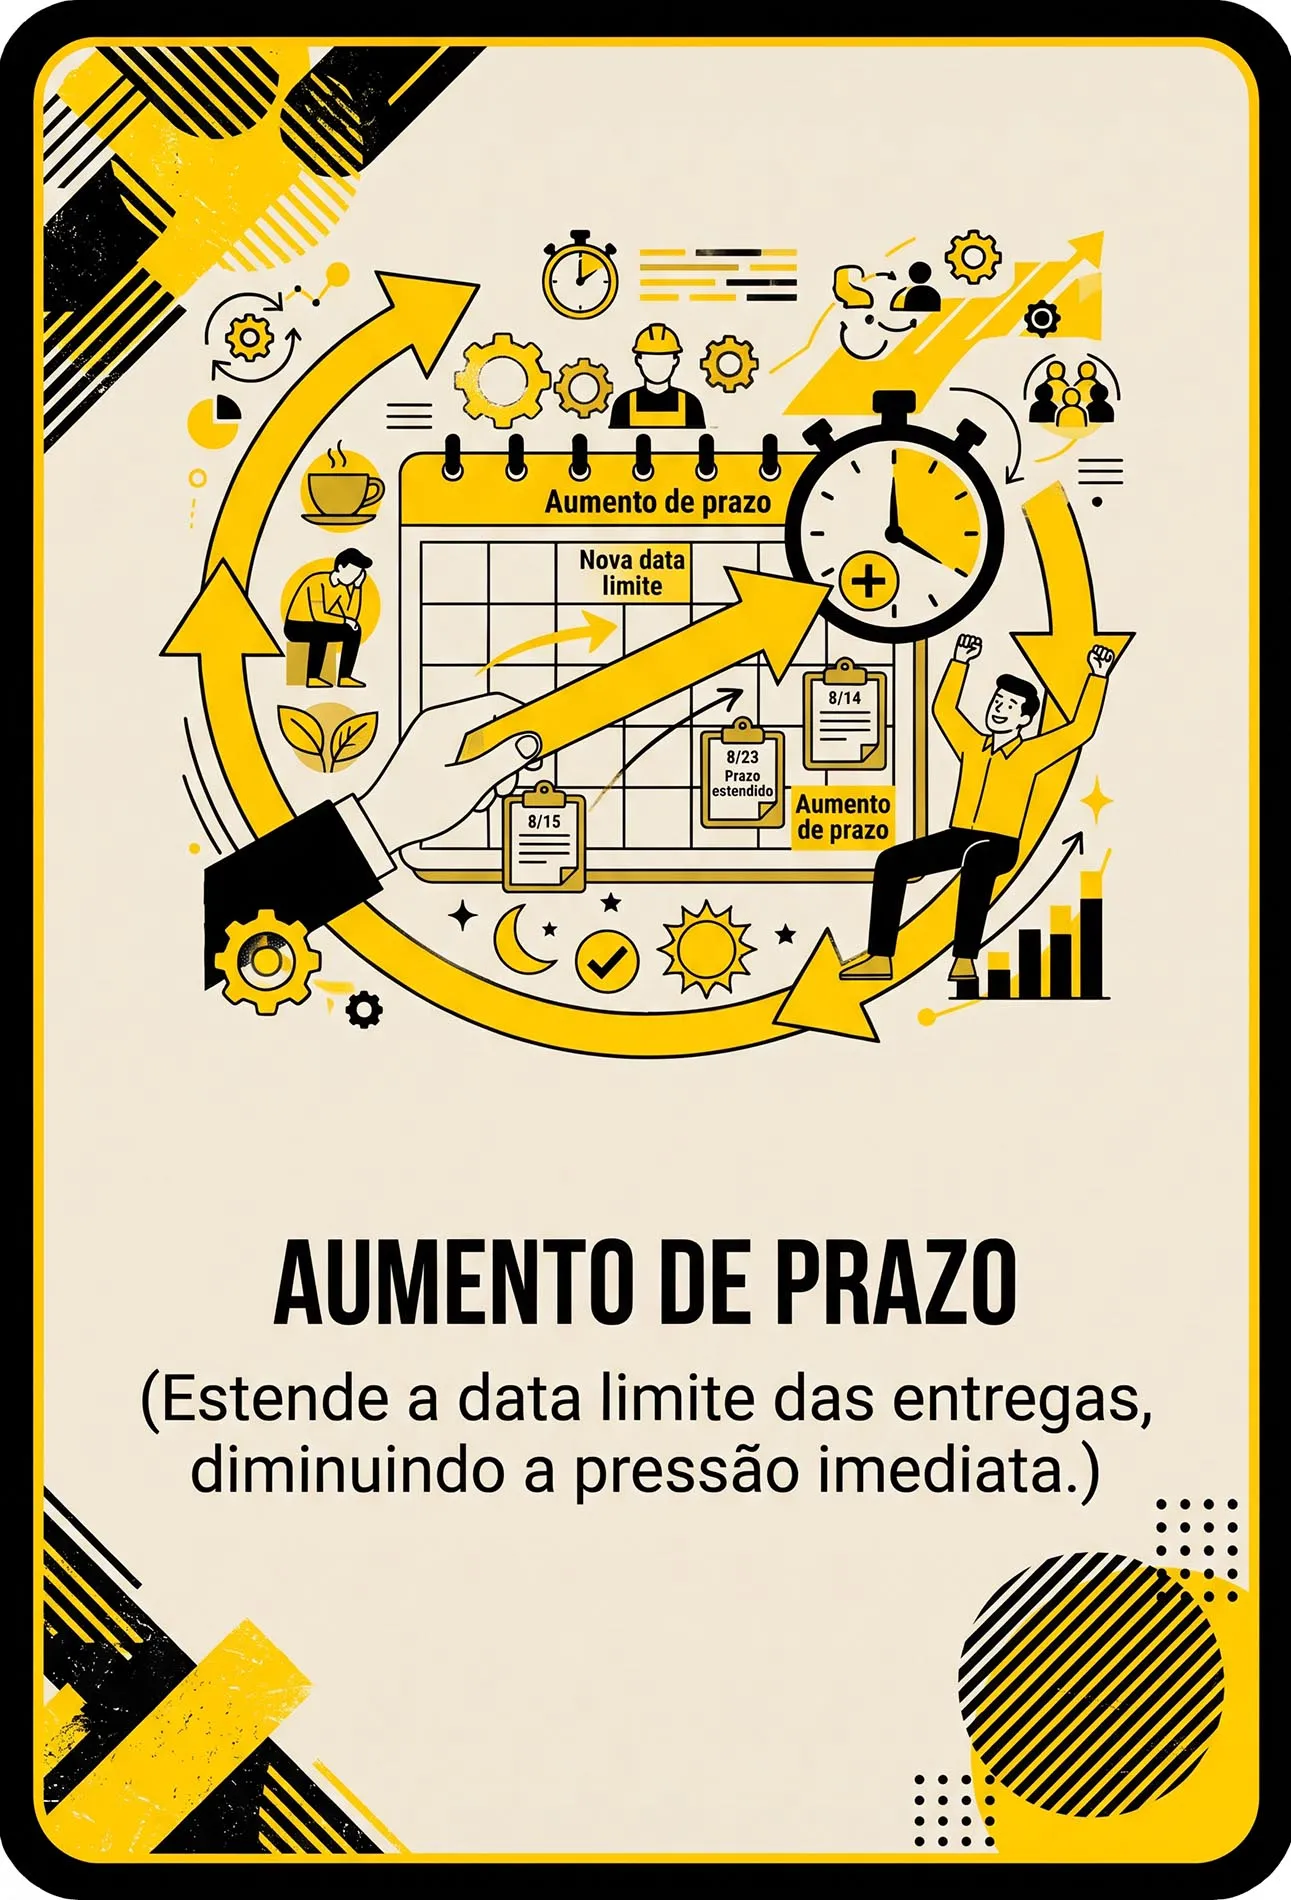 Aumento de prazo
Nova data
limite
8/14
8/23
Prazo
estendido
Aumento
de prazo
8/15
AUMENTO DE PRAZO
(Estende a data limite das entregas,
diminuindo a pressão imediata.)